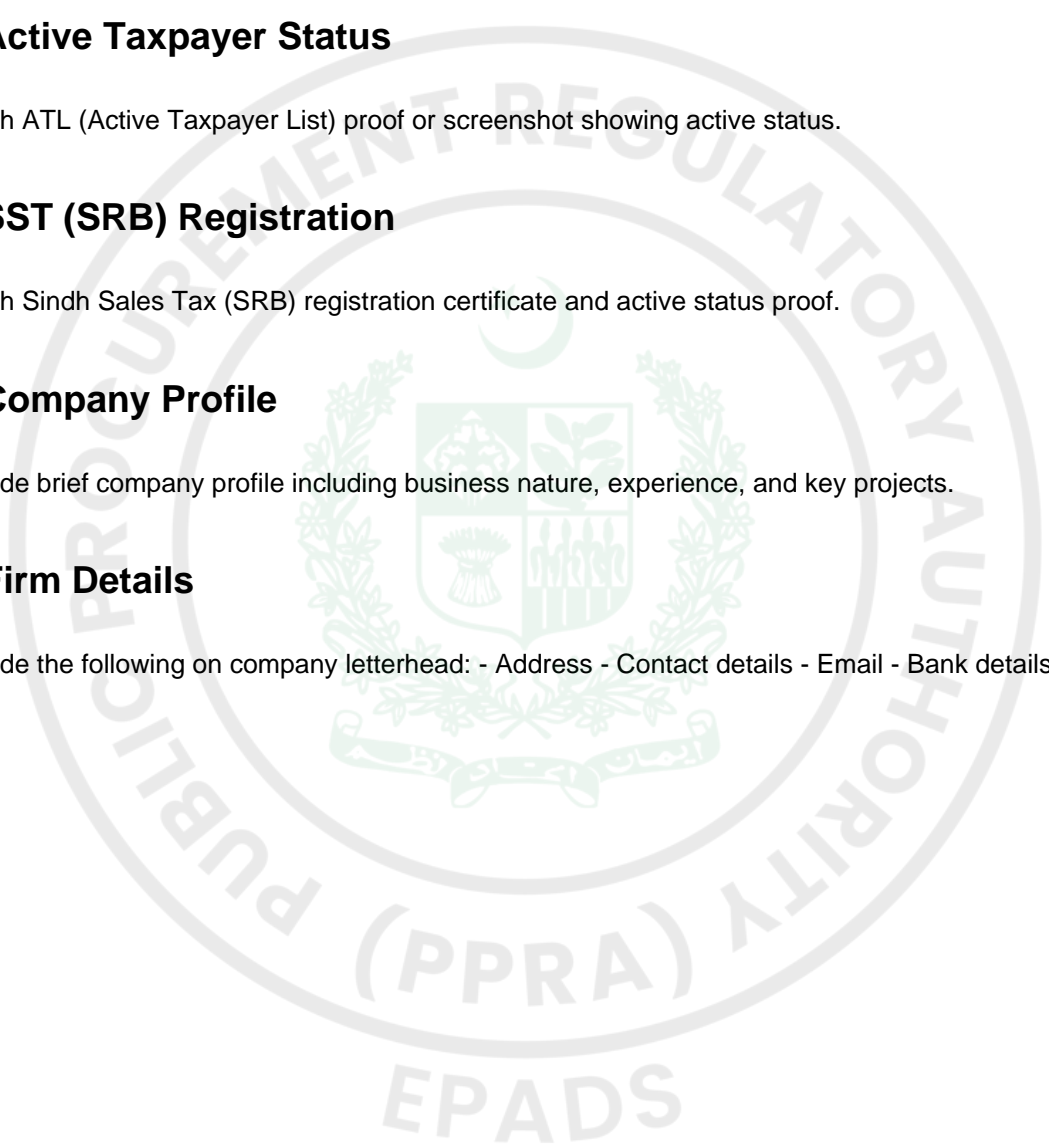 Active Taxpayer Status
h ATL (Active Taxpayer List) proof or screenshot showing active status.
SST (SRB) Registration
h Sindh Sales Tax (SRB) registration certificate and active status proof.
Company Profile
de brief company profile including business nature, experience, and key projects.
Firm Details
de the following on company letterhead: - Address - Contact details - Email - Bank details
PUBLIC PROCUREMENT REGULATORY AUTHORITY
(PPRA)
EPADS